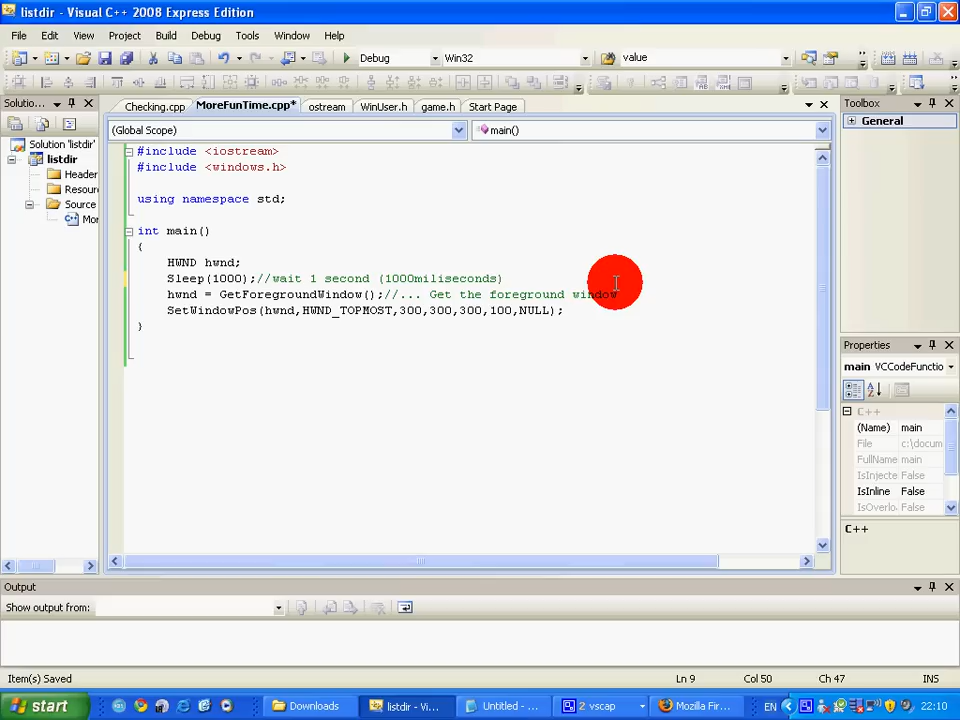 listdir - Visual C++ 2008 Express Edition
File Edit View Project Build Debug Tools Window Help
Debug Win32 value
Soluti... Checking.cpp MoreFunTime.cpp* ostream WinUser.h game.h Start Page Toolbox
(Global Scope) main() General
Solution 'listdir'
listdir
Header
Resour
Source
Mor
#include <iostream>
#include <windows.h>
using namespace std;
int main()
{
HWND hwnd;
Sleep(1000);//wait 1 second (1000miliseconds)
hwnd = GetForegroundWindow();//... Get the foreground window
SetWindowPos(hwnd,HWND_TOPMOST,300,300,300,100,NULL);
}
Properties
main VCCodeFunctio
C++
(Name) main
File c:\docum
FullName main
IsInjecte False
IsInline False
IsOverlo False
C++
Output
Show output from:
Item(s) Saved Ln 9 Col 50 Ch 47 INS
start Downloads listdir - Vi... Untitled - ... 2 vscap Mozilla Fir... EN 22:10